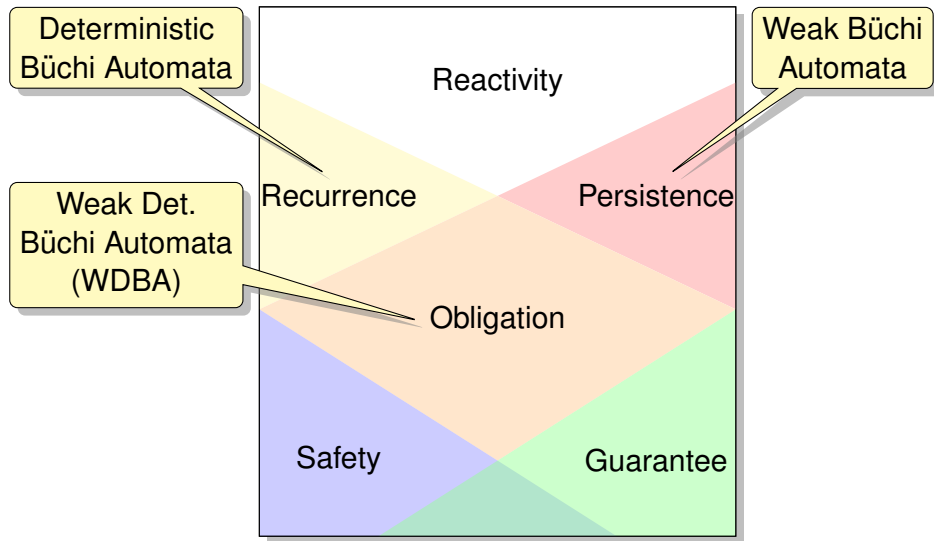 Deterministic
Büchi Automata
Weak Büchi
Automata
Reactivity
Recurrence
Persistence
Weak Det.
Büchi Automata
(WDBA)
Obligation
Safety
Guarantee